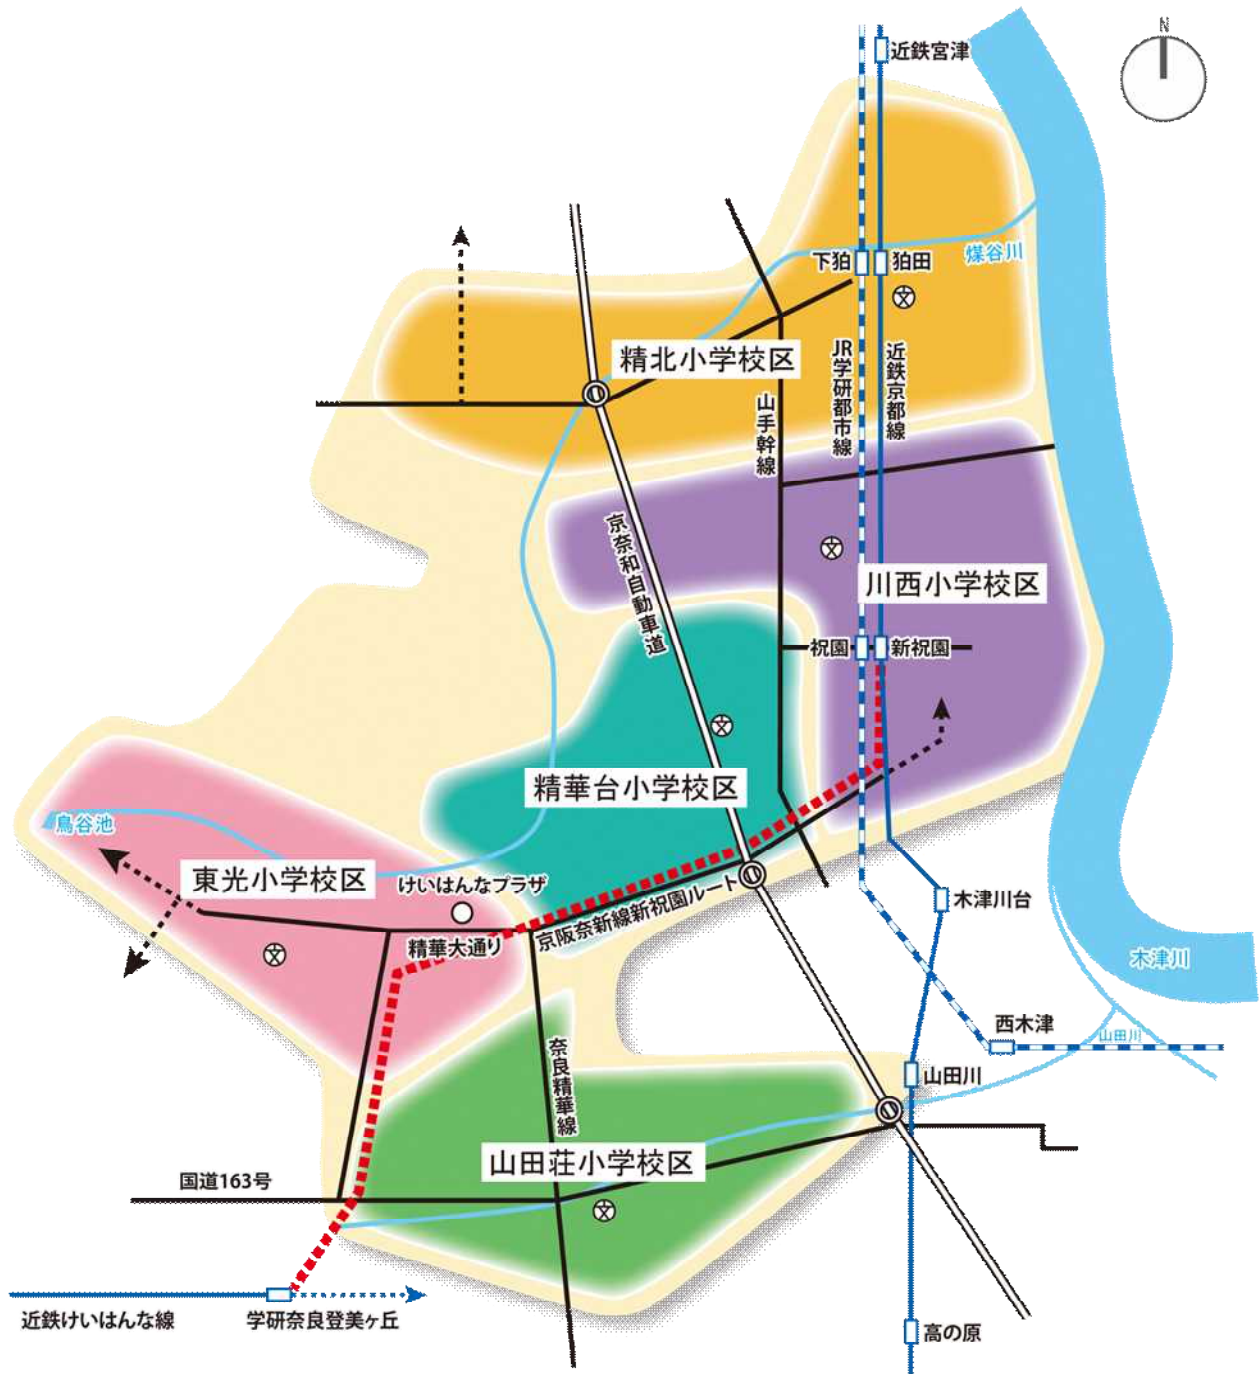 N
近鉄宮津
煤谷川
下狛
狛田
精北小学校区
JR学研都市線
近鉄京都線
山手幹線
京奈和自動車道
川西小学校区
祝園
新祝園
精華台小学校区
鳥谷池
東光小学校区
けいはんなプラザ
精華大通り
京阪奈新線新祝園ルート
木津川台
木津川
西木津
山田川
山田川
奈良精華線
山田荘小学校区
国道163号
近鉄けいはんな線
学研奈良登美ヶ丘
高の原
文
文
文
文
文